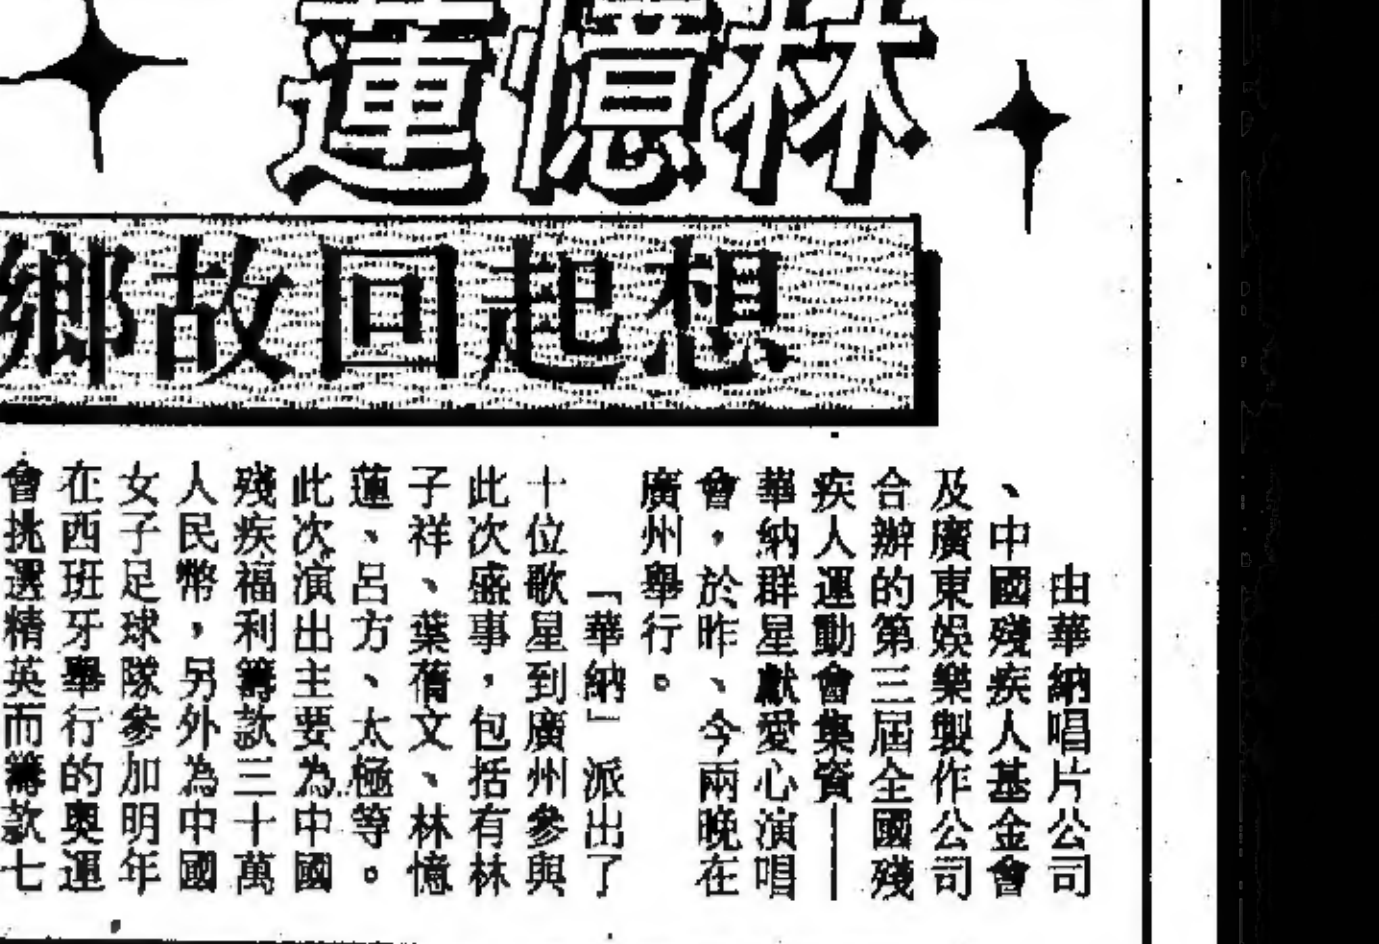 林憶蓮
想起回故鄉
由華納唱片公司
、中國殘疾人基金會
及廣東娛樂製作公司
合辦的第三屆全國殘
疾人運動會集資——
華納群星獻愛心演唱
會，於昨、今兩晚在
廣州舉行。
「華納」派出了
十位歌星到廣州參與
此次盛事，包括有林
子祥、葉蒨文、林憶
蓮、呂方、太極等。
此次演出主要為中國
殘疾福利籌款三十萬
人民幣，另外為中國
女子足球隊參加明年
在西班牙舉行的奧運
會挑選精英而籌款七